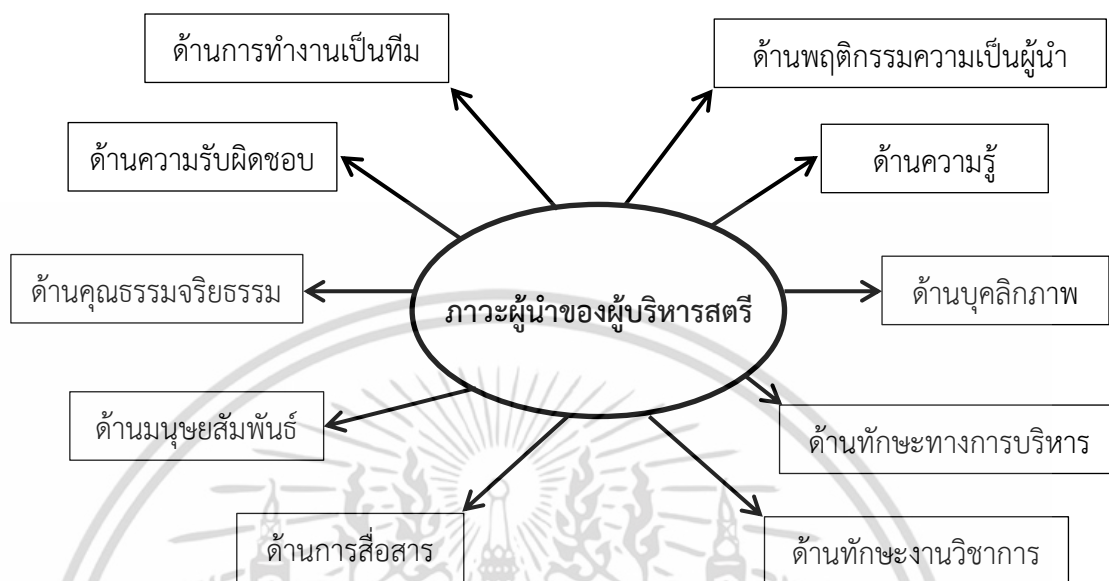 ด้านการทำงานเป็นทีม
ด้านพฤติกรรมความเป็นผู้นำ
ด้านความรับผิดชอบ
ด้านความรู้
ด้านคุณธรรมจริยธรรม
ภาวะผู้นำของผู้บริหารสตรี
ด้านบุคลิกภาพ
ด้านมนุษยสัมพันธ์
ด้านทักษะทางการบริหาร
ด้านการสื่อสาร
ด้านทักษะงานวิชาการ